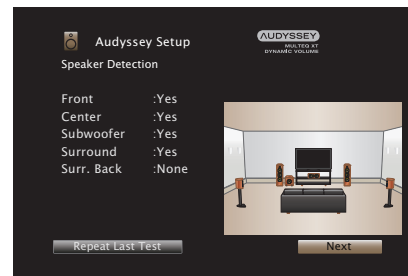 Audyssey Setup
AUDYSSEY
MULTEQ XT
DYNAMIC VOLUME
Speaker Detection
Front :Yes
Center :Yes
Subwoofer :Yes
Surround :Yes
Surr. Back :None
Repeat Last Test
Next